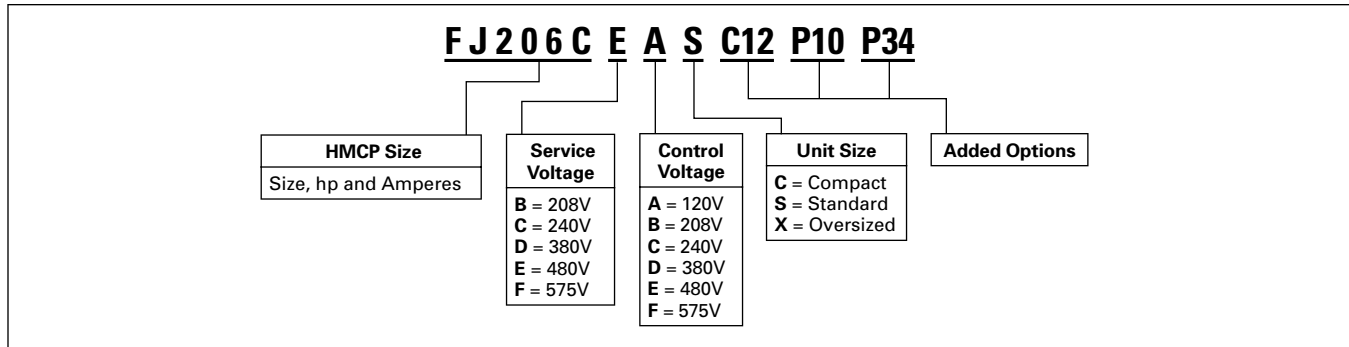 FJ206C E A S C12 P10 P34
HMCP Size
Size, hp and Amperes
Service
Voltage
B = 208V
C = 240V
D = 380V
E = 480V
F = 575V
Control
Voltage
A = 120V
B = 208V
C = 240V
D = 380V
E = 480V
F = 575V
Unit Size
C = Compact
S = Standard
X = Oversized
Added Options